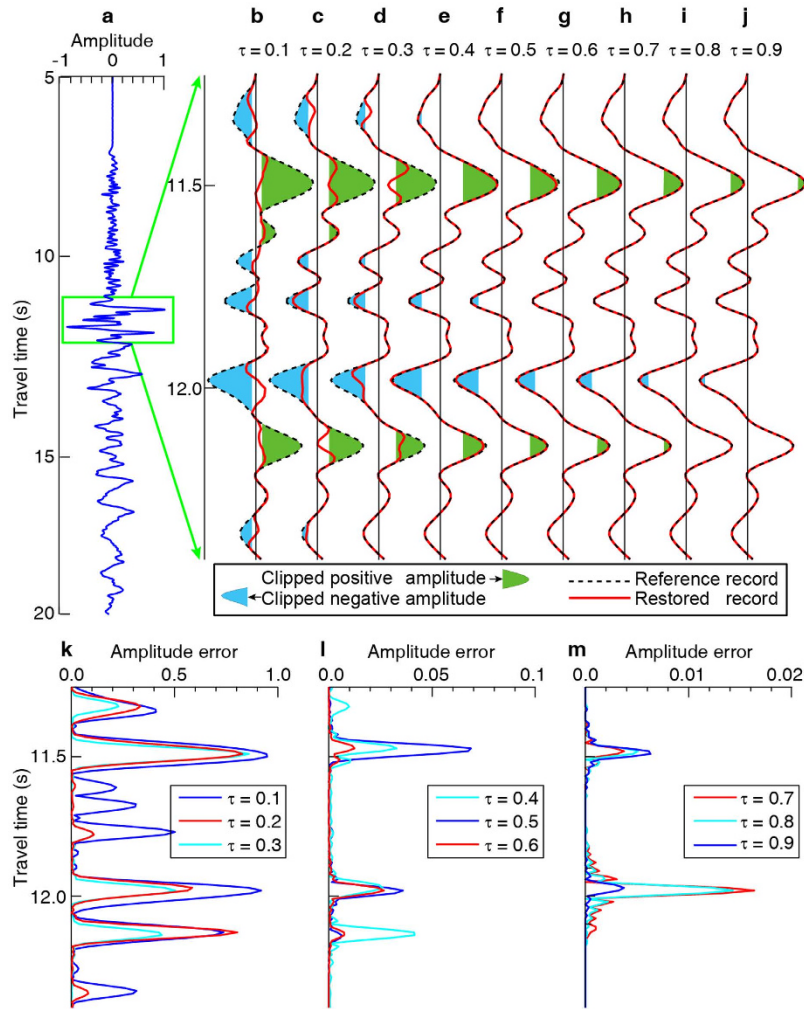 a b c d e f g h i j
Amplitude
τ = 0.1 τ = 0.2 τ = 0.3 τ = 0.4 τ = 0.5 τ = 0.6 τ = 0.7 τ = 0.8 τ = 0.9
-1 0 1
5
10
15
20
Travel time (s)
11.5
12.0
Clipped positive amplitude
Clipped negative amplitude
Reference record
Restored record
k
Amplitude error
0.0 0.5 1.0
Travel time (s)
11.5
12.0
τ = 0.1
τ = 0.2
τ = 0.3
l
Amplitude error
0.0 0.05 0.1
τ = 0.4
τ = 0.5
τ = 0.6
m
Amplitude error
0.0 0.01 0.02
τ = 0.7
τ = 0.8
τ = 0.9